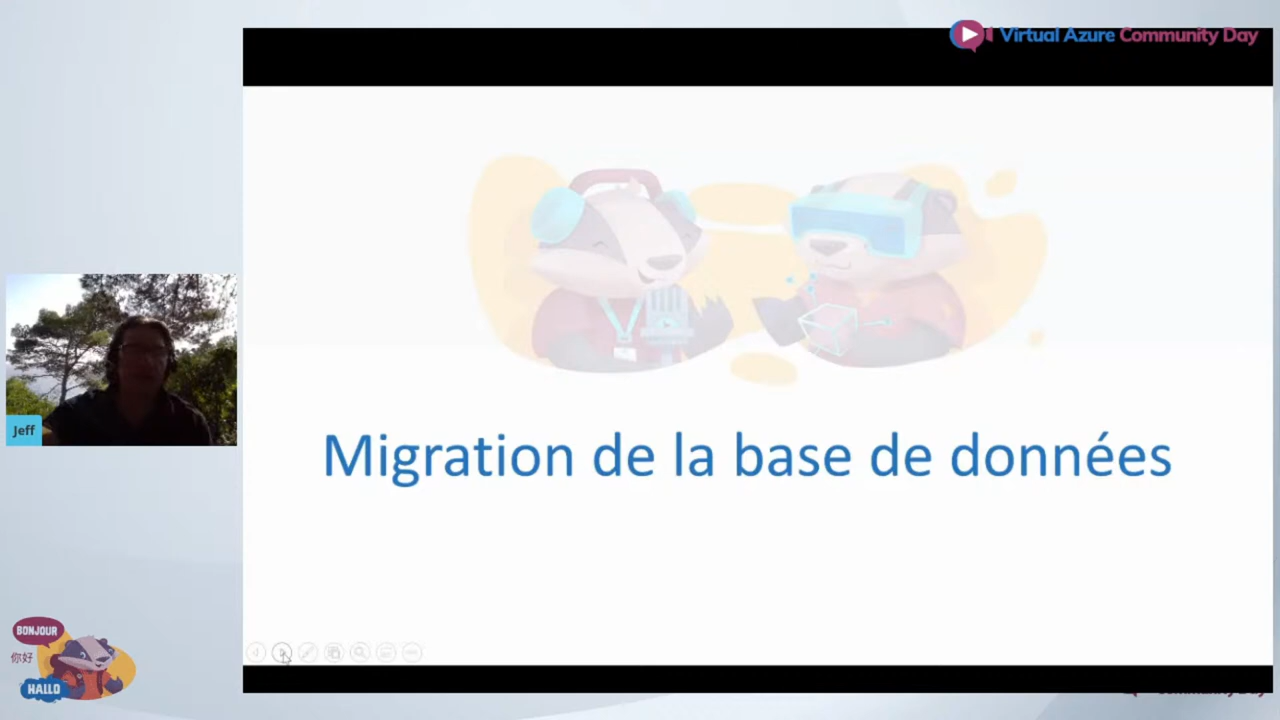 Virtual Azure Community Day
Migration de la base de données
Jeff
BONJOUR
你好
HALLO